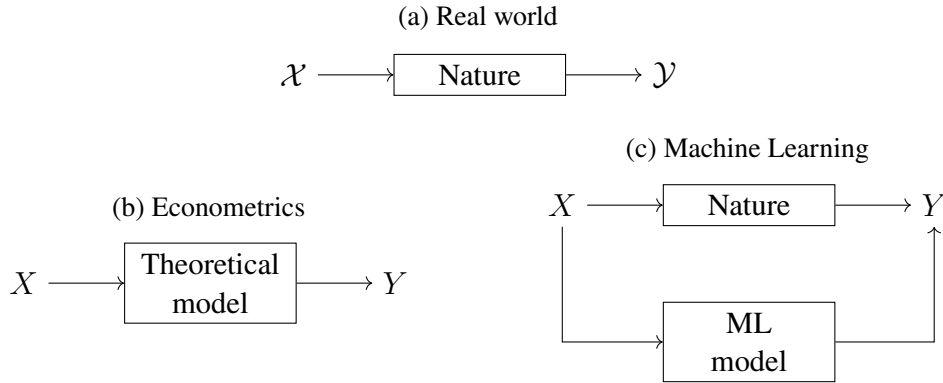 (a) Real world
𝒳 Nature 𝒴
(c) Machine Learning
X Nature Y
(b) Econometrics
X Theoretical model Y
ML
model